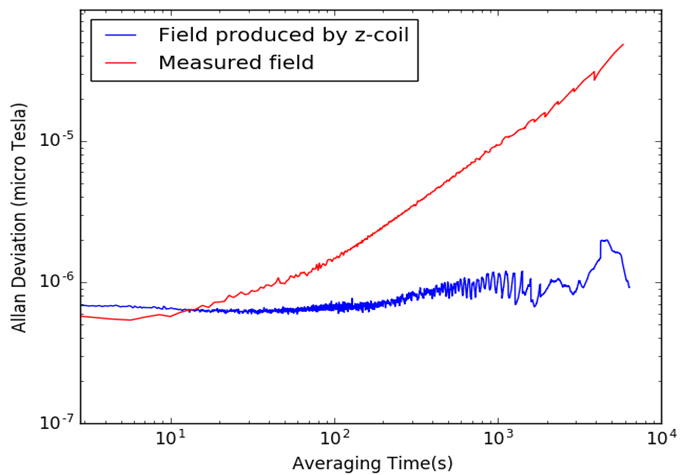 Field produced by z-coil
Measured field
Allan Deviation (micro Tesla)
10^-5
10^-6
10^-7
10^1
10^2
10^3
10^4
Averaging Time(s)